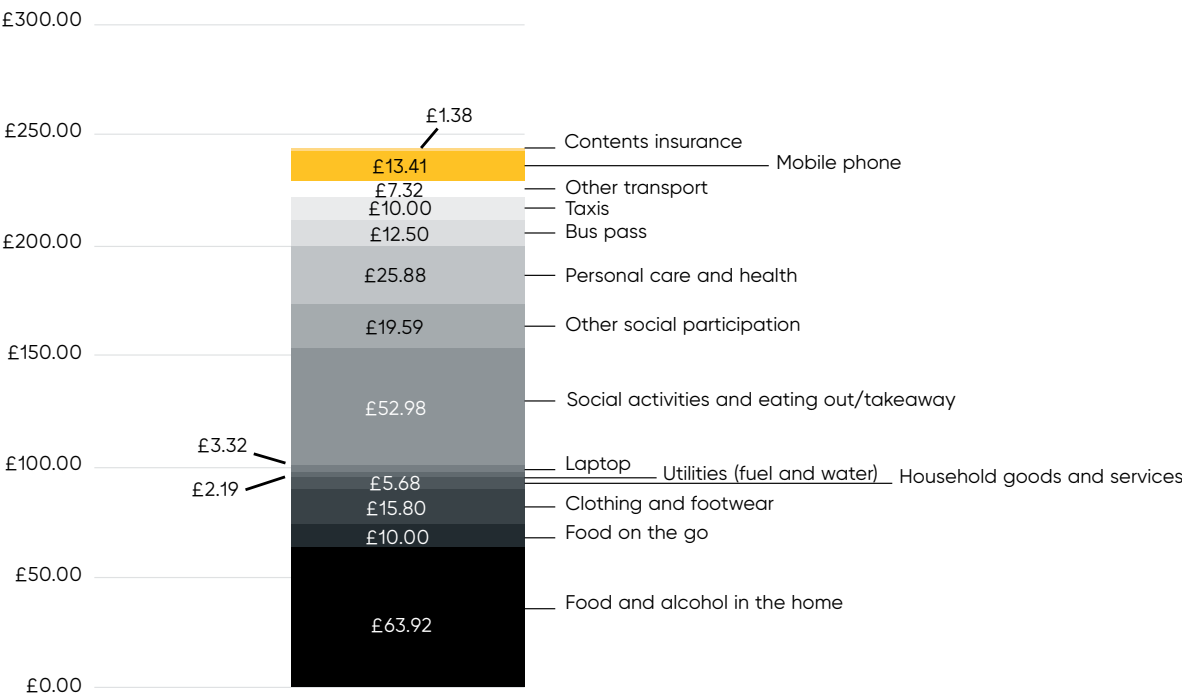 £300.00
£1.38
£250.00
Contents insurance
£13.41
Mobile phone
£7.32
Other transport
£10.00
Taxis
£12.50
Bus pass
£200.00
£25.88
Personal care and health
£19.59
Other social participation
£150.00
£52.98
Social activities and eating out/takeaway
£3.32
£100.00
Laptop
Utilities (fuel and water)
Household goods and services
£2.19
£5.68
£15.80
Clothing and footwear
£10.00
Food on the go
£50.00
Food and alcohol in the home
£63.92
£0.00